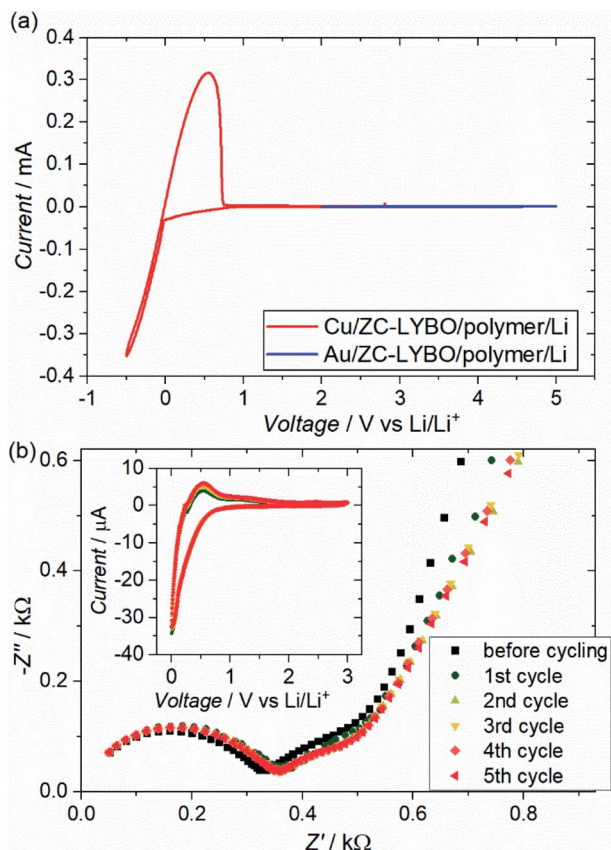 (a)
0.4
0.3
0.2
0.1
0.0
-0.1
-0.2
-0.3
-0.4
Current / mA
Cu/ZC-LYBO/polymer/Li
Au/ZC-LYBO/polymer/Li
-1 0 1 2 3 4 5
Voltage / V vs Li/Li⁺
(b)
0.6
0.4
0.2
0.0
-Z″ / kΩ
10
0
-10
-20
-30
-40
Current / µA
0 1 2 3
Voltage / V vs Li/Li⁺
before cycling
1st cycle
2nd cycle
3rd cycle
4th cycle
5th cycle
0.0 0.2 0.4 0.6 0.8
Z′ / kΩ